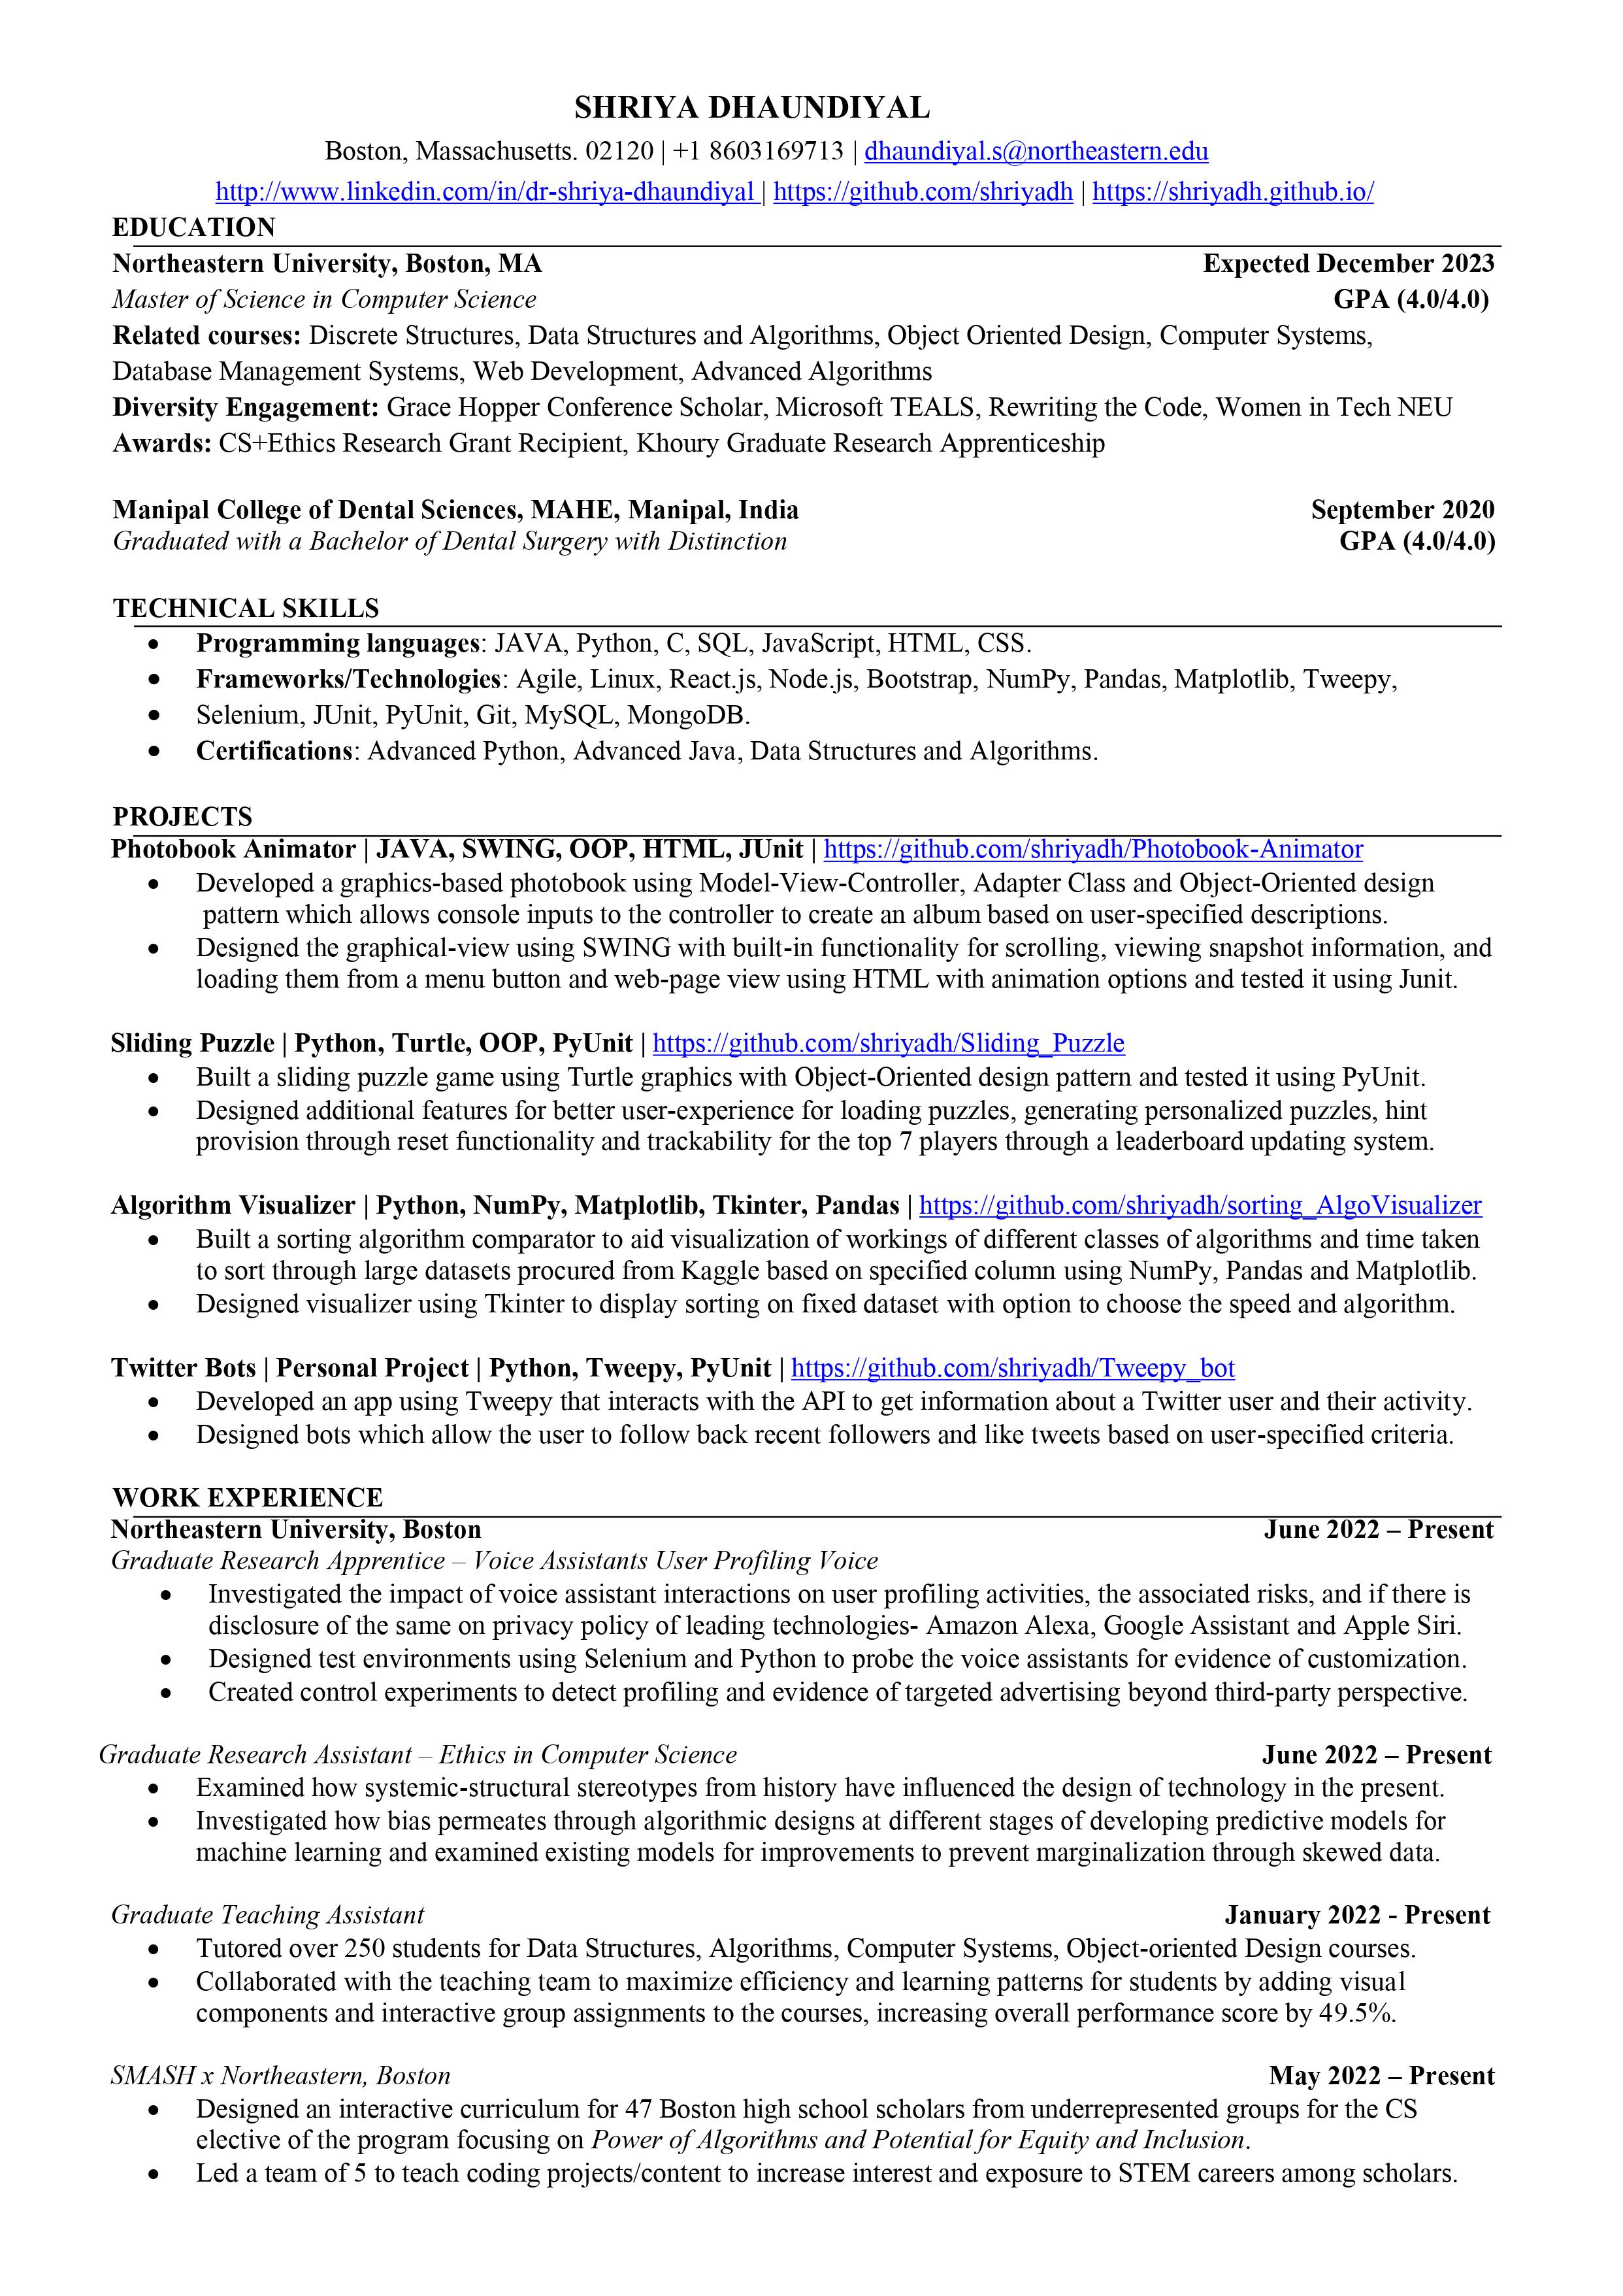 SHRIYA DHAUNDIYAL
Boston, Massachusetts. 02120 | +1 8603169713 | dhaundiyal.s@northeastern.edu
http://www.linkedin.com/in/dr-shriya-dhaundiyal | https://github.com/shriyadh | https://shriyadh.github.io/
EDUCATION
Northeastern University, Boston, MA Expected December 2023
Master of Science in Computer Science GPA (4.0/4.0)
Related courses: Discrete Structures, Data Structures and Algorithms, Object Oriented Design, Computer Systems,
Database Management Systems, Web Development, Advanced Algorithms
Diversity Engagement: Grace Hopper Conference Scholar, Microsoft TEALS, Rewriting the Code, Women in Tech NEU
Awards: CS+Ethics Research Grant Recipient, Khoury Graduate Research Apprenticeship
Manipal College of Dental Sciences, MAHE, Manipal, India September 2020
Graduated with a Bachelor of Dental Surgery with Distinction GPA (4.0/4.0)
TECHNICAL SKILLS
• Programming languages: JAVA, Python, C, SQL, JavaScript, HTML, CSS.
• Frameworks/Technologies: Agile, Linux, React.js, Node.js, Bootstrap, NumPy, Pandas, Matplotlib, Tweepy,
• Selenium, JUnit, PyUnit, Git, MySQL, MongoDB.
• Certifications: Advanced Python, Advanced Java, Data Structures and Algorithms.
PROJECTS
Photobook Animator | JAVA, SWING, OOP, HTML, JUnit | https://github.com/shriyadh/Photobook-Animator
• Developed a graphics-based photobook using Model-View-Controller, Adapter Class and Object-Oriented design
pattern which allows console inputs to the controller to create an album based on user-specified descriptions.
• Designed the graphical-view using SWING with built-in functionality for scrolling, viewing snapshot information, and
loading them from a menu button and web-page view using HTML with animation options and tested it using Junit.
Sliding Puzzle | Python, Turtle, OOP, PyUnit | https://github.com/shriyadh/Sliding_Puzzle
• Built a sliding puzzle game using Turtle graphics with Object-Oriented design pattern and tested it using PyUnit.
• Designed additional features for better user-experience for loading puzzles, generating personalized puzzles, hint
provision through reset functionality and trackability for the top 7 players through a leaderboard updating system.
Algorithm Visualizer | Python, NumPy, Matplotlib, Tkinter, Pandas | https://github.com/shriyadh/sorting_AlgoVisualizer
• Built a sorting algorithm comparator to aid visualization of workings of different classes of algorithms and time taken
to sort through large datasets procured from Kaggle based on specified column using NumPy, Pandas and Matplotlib.
• Designed visualizer using Tkinter to display sorting on fixed dataset with option to choose the speed and algorithm.
Twitter Bots | Personal Project | Python, Tweepy, PyUnit | https://github.com/shriyadh/Tweepy_bot
• Developed an app using Tweepy that interacts with the API to get information about a Twitter user and their activity.
• Designed bots which allow the user to follow back recent followers and like tweets based on user-specified criteria.
WORK EXPERIENCE
Northeastern University, Boston June 2022 – Present
Graduate Research Apprentice – Voice Assistants User Profiling Voice
• Investigated the impact of voice assistant interactions on user profiling activities, the associated risks, and if there is
disclosure of the same on privacy policy of leading technologies- Amazon Alexa, Google Assistant and Apple Siri.
• Designed test environments using Selenium and Python to probe the voice assistants for evidence of customization.
• Created control experiments to detect profiling and evidence of targeted advertising beyond third-party perspective.
Graduate Research Assistant – Ethics in Computer Science June 2022 – Present
• Examined how systemic-structural stereotypes from history have influenced the design of technology in the present.
• Investigated how bias permeates through algorithmic designs at different stages of developing predictive models for
machine learning and examined existing models for improvements to prevent marginalization through skewed data.
Graduate Teaching Assistant January 2022 - Present
• Tutored over 250 students for Data Structures, Algorithms, Computer Systems, Object-oriented Design courses.
• Collaborated with the teaching team to maximize efficiency and learning patterns for students by adding visual
components and interactive group assignments to the courses, increasing overall performance score by 49.5%.
SMASH x Northeastern, Boston May 2022 – Present
• Designed an interactive curriculum for 47 Boston high school scholars from underrepresented groups for the CS
elective of the program focusing on Power of Algorithms and Potential for Equity and Inclusion.
• Led a team of 5 to teach coding projects/content to increase interest and exposure to STEM careers among scholars.